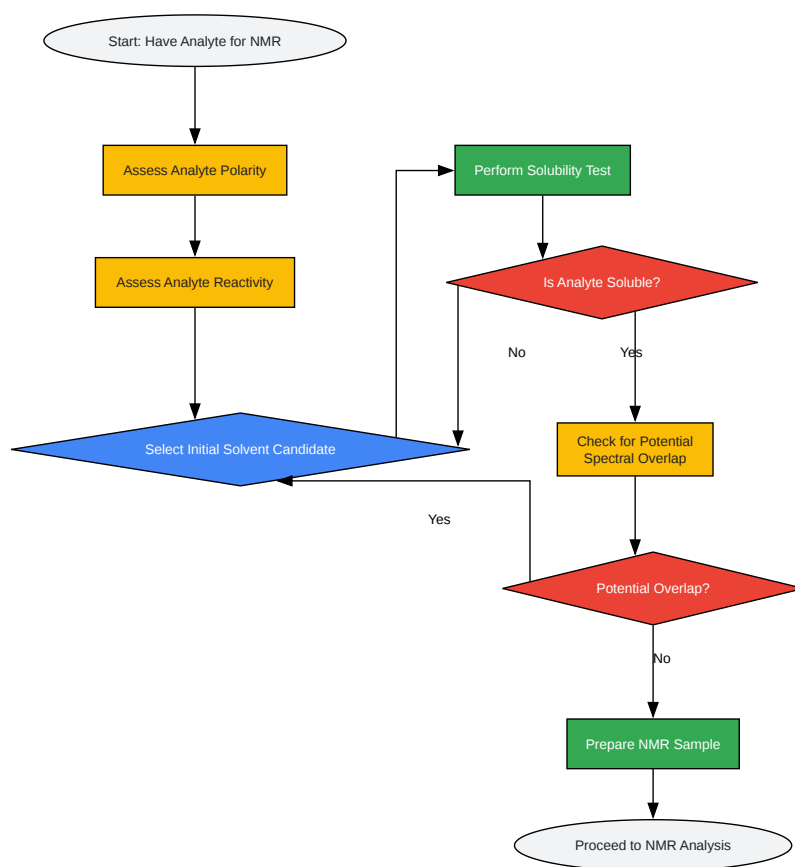 Start: Have Analyte for NMR
Assess Analyte Polarity
Perform Solubility Test
Assess Analyte Reactivity
Is Analyte Soluble?
No
Yes
Select Initial Solvent Candidate
Check for Potential
Spectral Overlap
Yes
Potential Overlap?
No
Prepare NMR Sample
Proceed to NMR Analysis